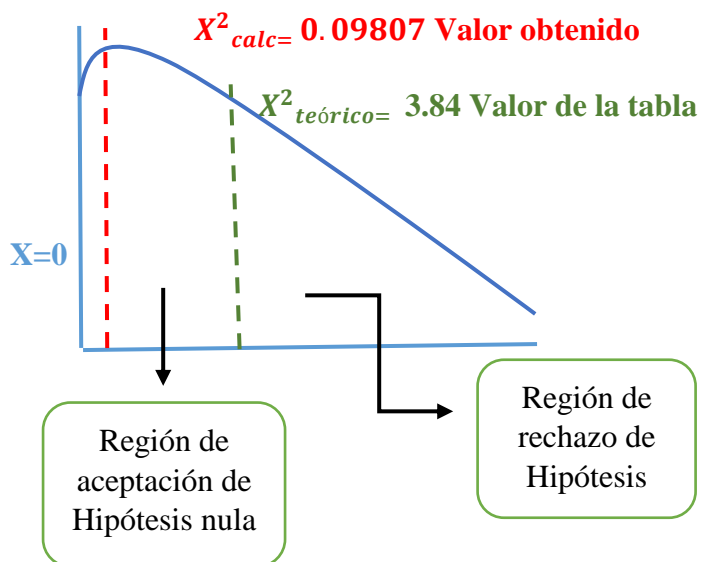 X²calc= 0.09807 Valor obtenido
X²teórico= 3.84 Valor de la tabla
X=0
Región de
rechazo de
Hipótesis
Región de
aceptación de
Hipótesis nula